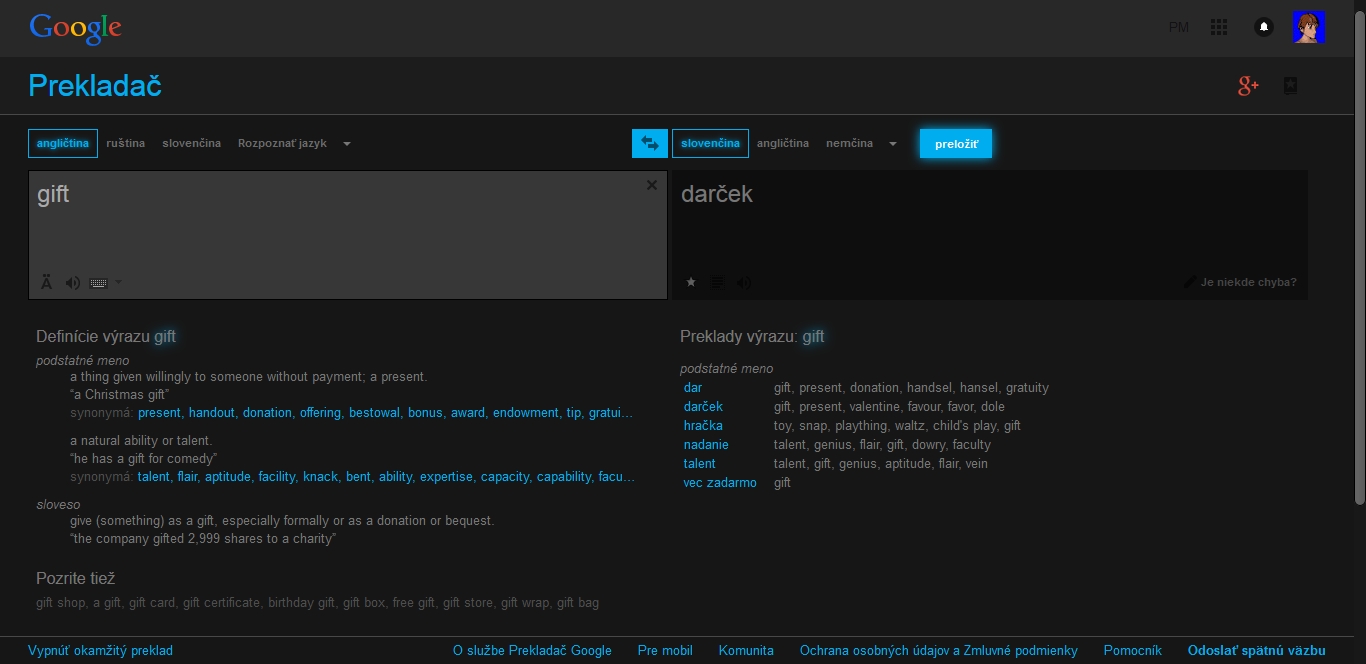 Google
PM
Prekladač
g+
angličtina ruština slovenčina Rozpoznať jazyk
slovenčina angličtina nemčina preložiť
gift
darček
Ä
Je niekde chyba?
Definície výrazu gift
podstatné meno
a thing given willingly to someone without payment; a present.
“a Christmas gift”
synonymá: present, handout, donation, offering, bestowal, bonus, award, endowment, tip, gratui...
a natural ability or talent.
“he has a gift for comedy”
synonymá: talent, flair, aptitude, facility, knack, bent, ability, expertise, capacity, capability, facu...
sloveso
give (something) as a gift, especially formally or as a donation or bequest.
“the company gifted 2,999 shares to a charity”
Pozrite tiež
gift shop, a gift, gift card, gift certificate, birthday gift, gift box, free gift, gift store, gift wrap, gift bag
Preklady výrazu: gift
podstatné meno
dar gift, present, donation, handsel, hansel, gratuity
darček gift, present, valentine, favour, favor, dole
hračka toy, snap, plaything, waltz, child's play, gift
nadanie talent, genius, flair, gift, dowry, faculty
talent talent, gift, genius, aptitude, flair, vein
vec zadarmo gift
Vypnúť okamžitý preklad O službe Prekladač Google Pre mobil Komunita Ochrana osobných údajov a Zmluvné podmienky Pomocník Odoslať spätnú väzbu